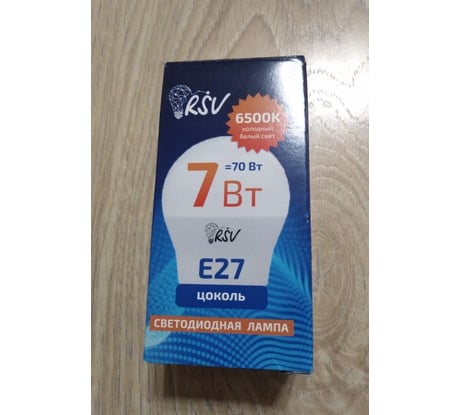 RSV
6500K
холодный
белый свет
=70 Вт
7 Вт
RSV
E27
цоколь
СВЕТОДИОДНАЯ ЛАМПА